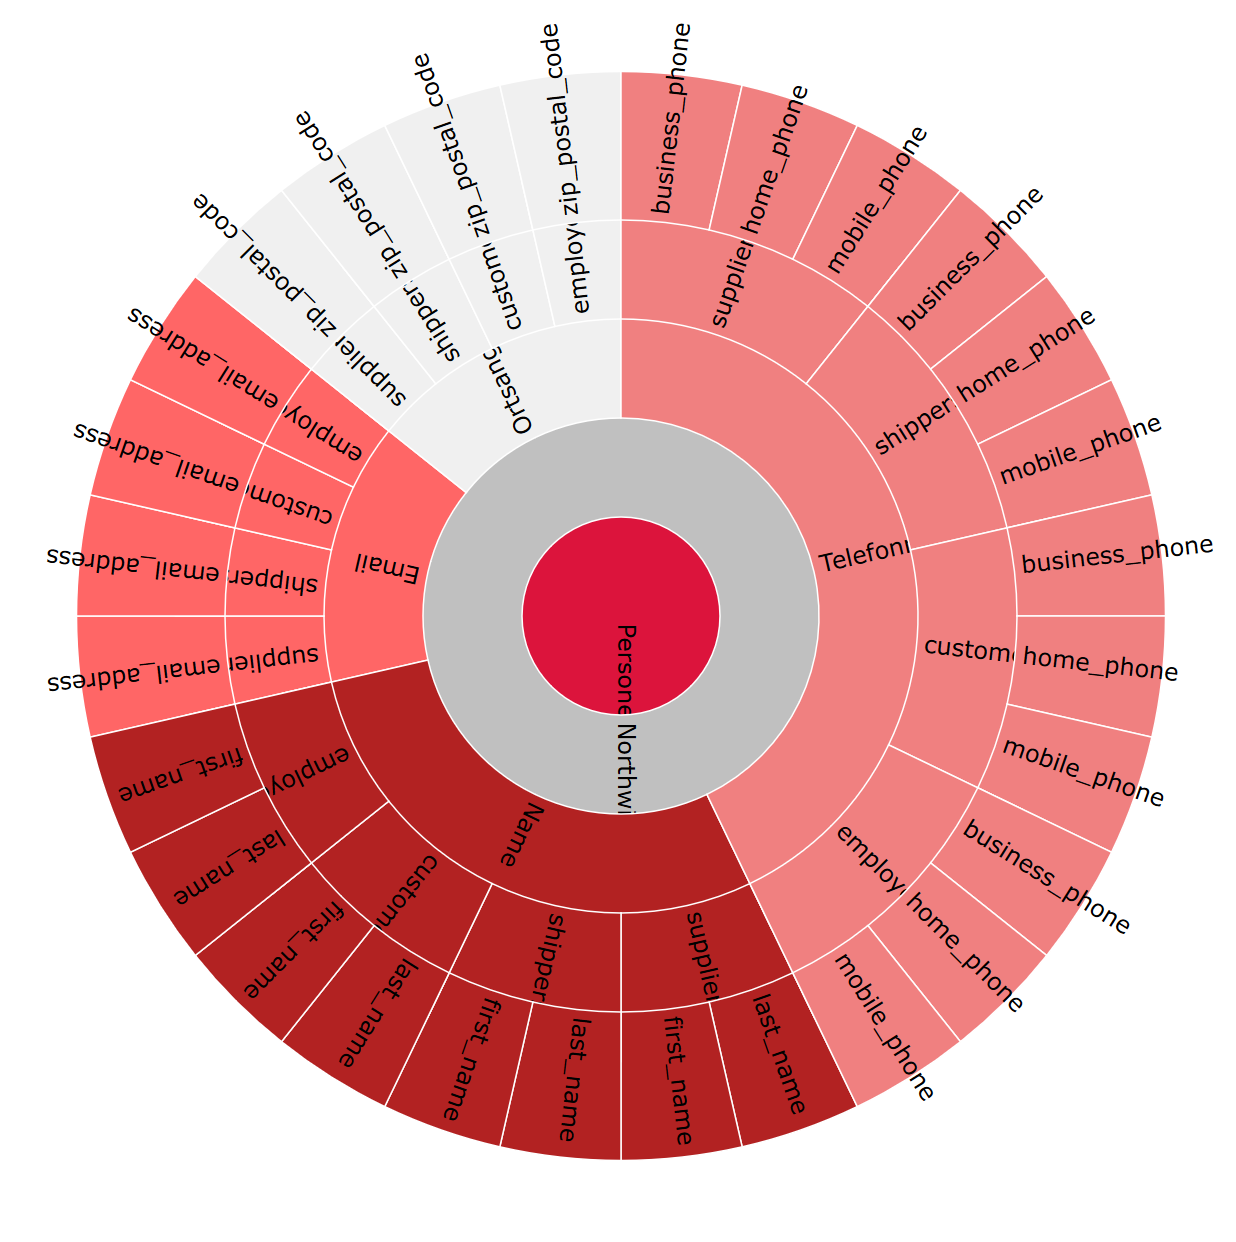 Persone
Northwi
Telefon
supplier
business_phone
home_phone
mobile_phone
shipper
business_phone
home_phone
mobile_phone
custom
business_phone
home_phone
mobile_phone
employ
business_phone
home_phone
mobile_phone
Name
supplier
last_name
first_name
shipper
last_name
first_name
custom
last_name
first_name
employ
last_name
first_name
Email
supplier
email_address
shipper
email_address
custom
email_address
employ
email_address
Ortsang
supplier
zip_postal_code
shipper
zip_postal_code
custom
zip_postal_code
employ
zip_postal_code